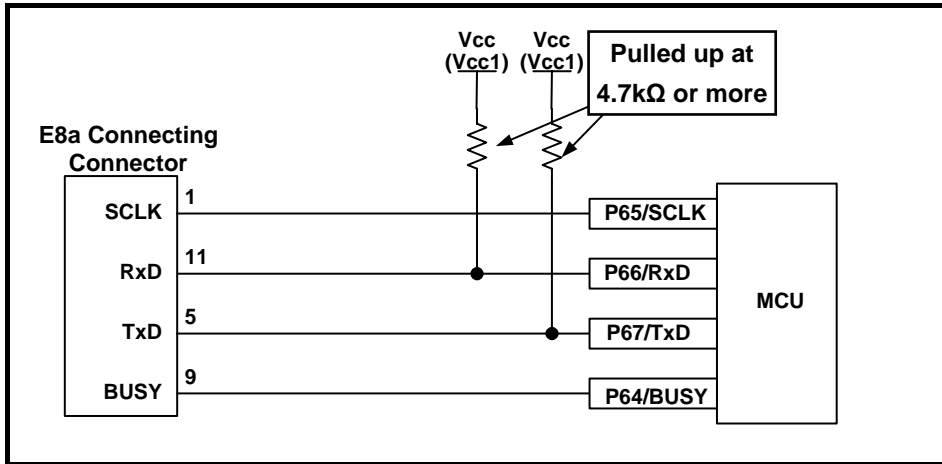 Vcc
(Vcc1)
Vcc
(Vcc1)
Pulled up at
4.7kΩ or more
E8a Connecting
Connector
SCLK
1
P65/SCLK
RxD
11
P66/RxD
MCU
TxD
5
P67/TxD
BUSY
9
P64/BUSY